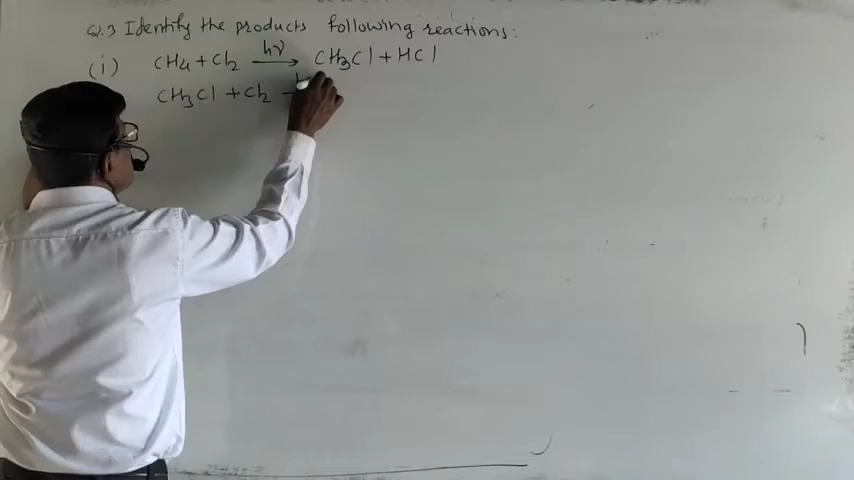 Q.3 Identify the products following reactions:
(i) CH4 + Cl2 hν → CH3Cl + HCl
CH3Cl + Cl2